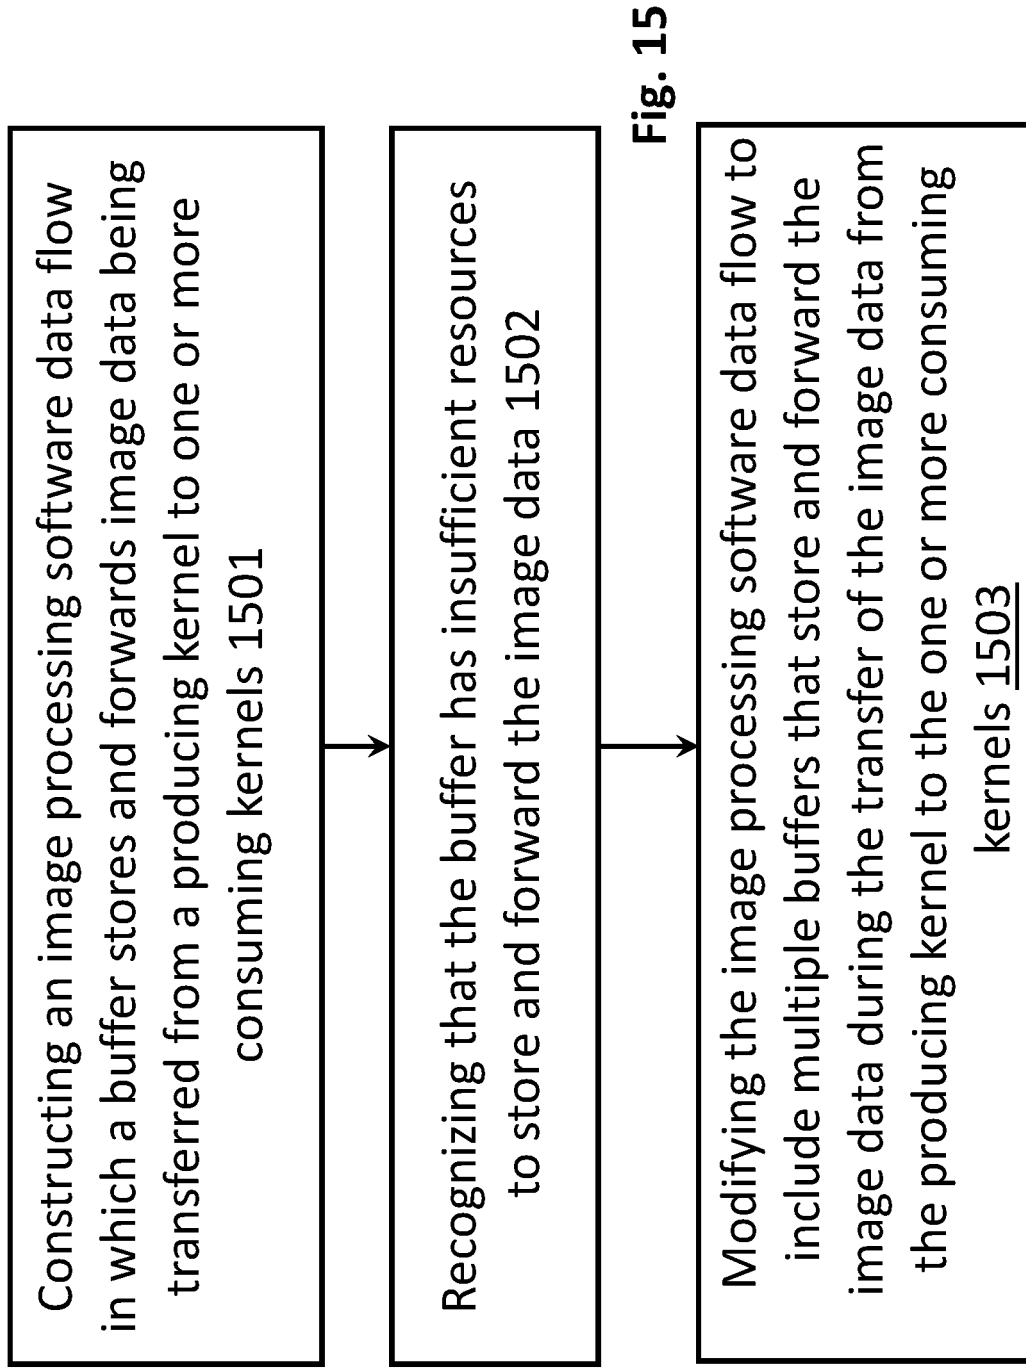 Constructing an image processing software data flow
in which a buffer stores and forwards image data being
transferred from a producing kernel to one or more
consuming kernels 1501
Recognizing that the buffer has insufficient resources
to store and forward the image data 1502
Modifying the image processing software data flow to
include multiple buffers that store and forward the
image data during the transfer of the image data from
the producing kernel to the one or more consuming
kernels 1503
Fig. 15